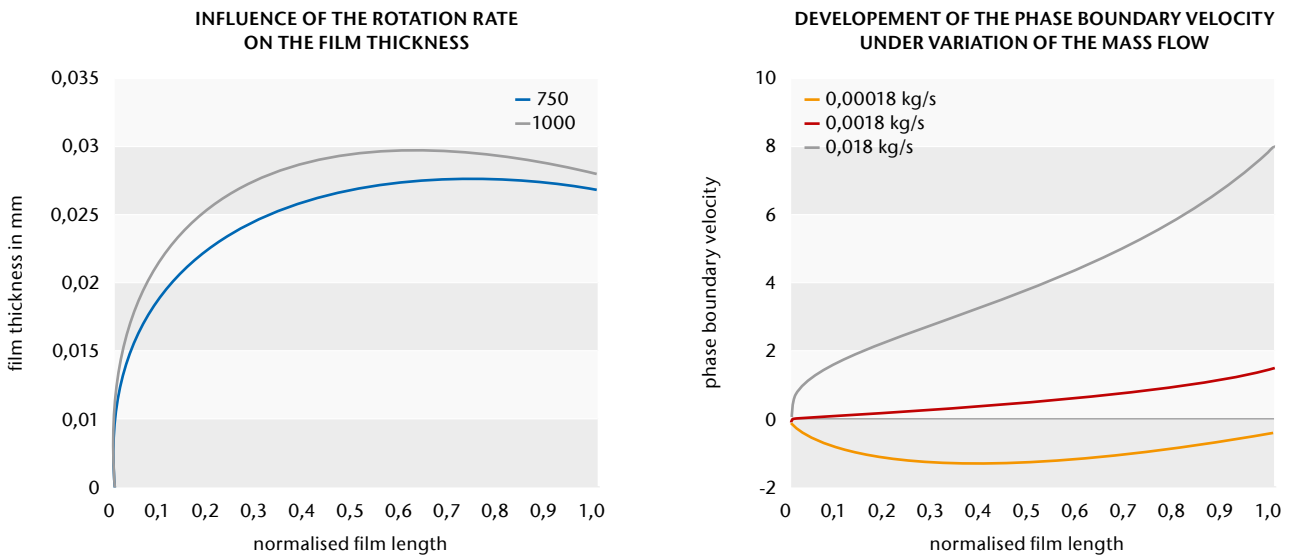 INFLUENCE OF THE ROTATION RATE
ON THE FILM THICKNESS
0,035
0,03
0,025
0,02
0,015
0,01
0
film thickness in mm
750
1000
0 0,1 0,2 0,3 0,4 0,5 0,6 0,7 0,8 0,9 1,0
normalised film length
DEVELOPEMENT OF THE PHASE BOUNDARY VELOCITY
UNDER VARIATION OF THE MASS FLOW
10
8
6
4
2
0
-2
phase boundary velocity
0,00018 kg/s
0,0018 kg/s
0,018 kg/s
0 0,1 0,2 0,3 0,4 0,5 0,6 0,7 0,8 0,9 1,0
normalised film length